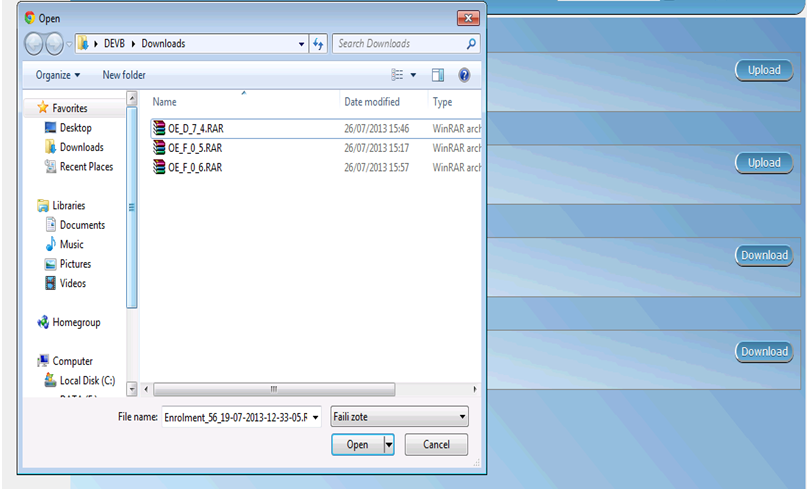 Open
DEVB Downloads
Search Downloads
Organize New folder
Name Date modified Type
OE_D_7_4.RAR 26/07/2013 15:46 WinRAR arch
OE_F_0_5.RAR 26/07/2013 15:17 WinRAR arch
OE_F_0_6.RAR 26/07/2013 15:57 WinRAR arch
Favorites
Desktop
Downloads
Recent Places
Libraries
Documents
Music
Pictures
Videos
Homegroup
Computer
Local Disk (C:)
File name: Enrolment_56_19-07-2013-12-33-05.F Faili zote
Open Cancel
Upload
Upload
Download
Download